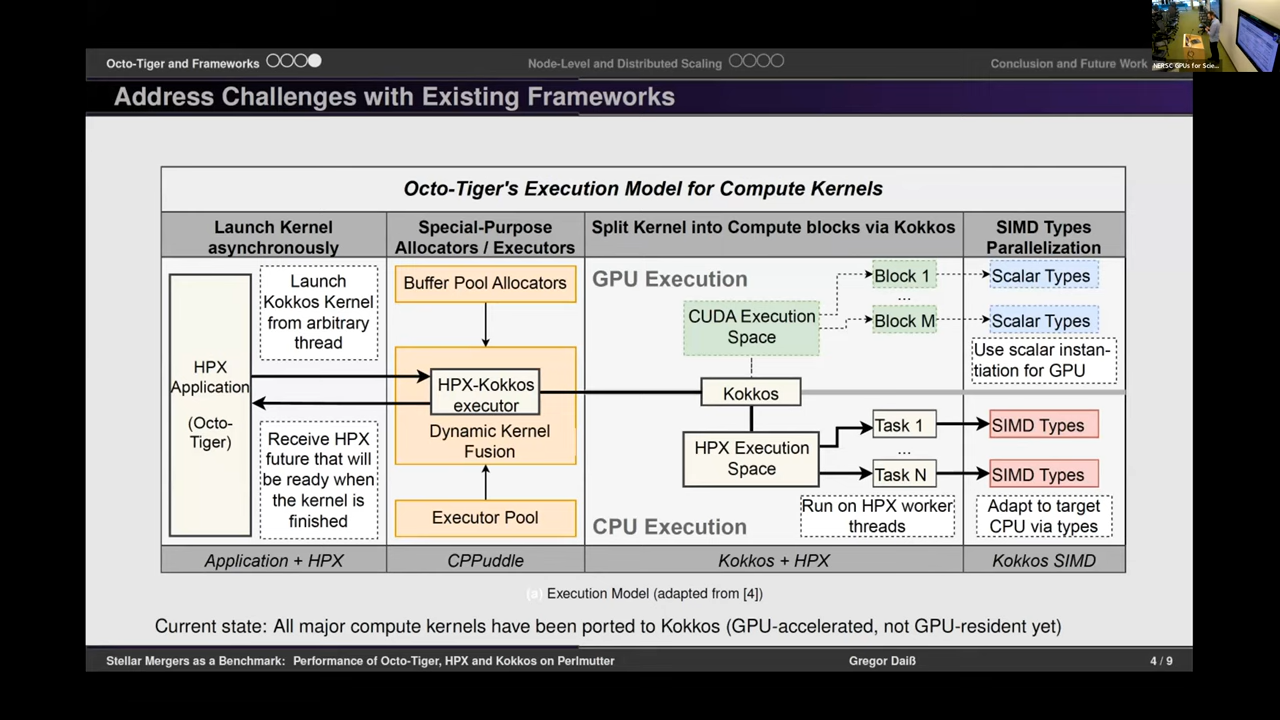 NERSC GPUs for Scie...
Octo-Tiger and Frameworks
Node-Level and Distributed Scaling
Conclusion and Future Work
Address Challenges with Existing Frameworks
Octo-Tiger's Execution Model for Compute Kernels
Launch Kernel
asynchronously
Special-Purpose
Allocators / Executors
Split Kernel into Compute blocks via Kokkos
SIMD Types
Parallelization
HPX
Application
(Octo-
Tiger)
Launch
Kokkos Kernel
from arbitrary
thread
Receive HPX
future that will
be ready when
the kernel is
finished
Buffer Pool Allocators
HPX-Kokkos
executor
Dynamic Kernel
Fusion
Executor Pool
GPU Execution
CUDA Execution
Space
Block 1
...
Block M
Kokkos
HPX Execution
Space
Task 1
...
Task N
Run on HPX worker
threads
CPU Execution
Scalar Types
Scalar Types
Use scalar instan-
tiation for GPU
SIMD Types
SIMD Types
Adapt to target
CPU via types
Application + HPX
CPPuddle
Kokkos + HPX
Kokkos SIMD
(a) Execution Model (adapted from [4])
Current state: All major compute kernels have been ported to Kokkos (GPU-accelerated, not GPU-resident yet)
Stellar Mergers as a Benchmark: Performance of Octo-Tiger, HPX and Kokkos on Perlmutter
Gregor Daiß
4 / 9